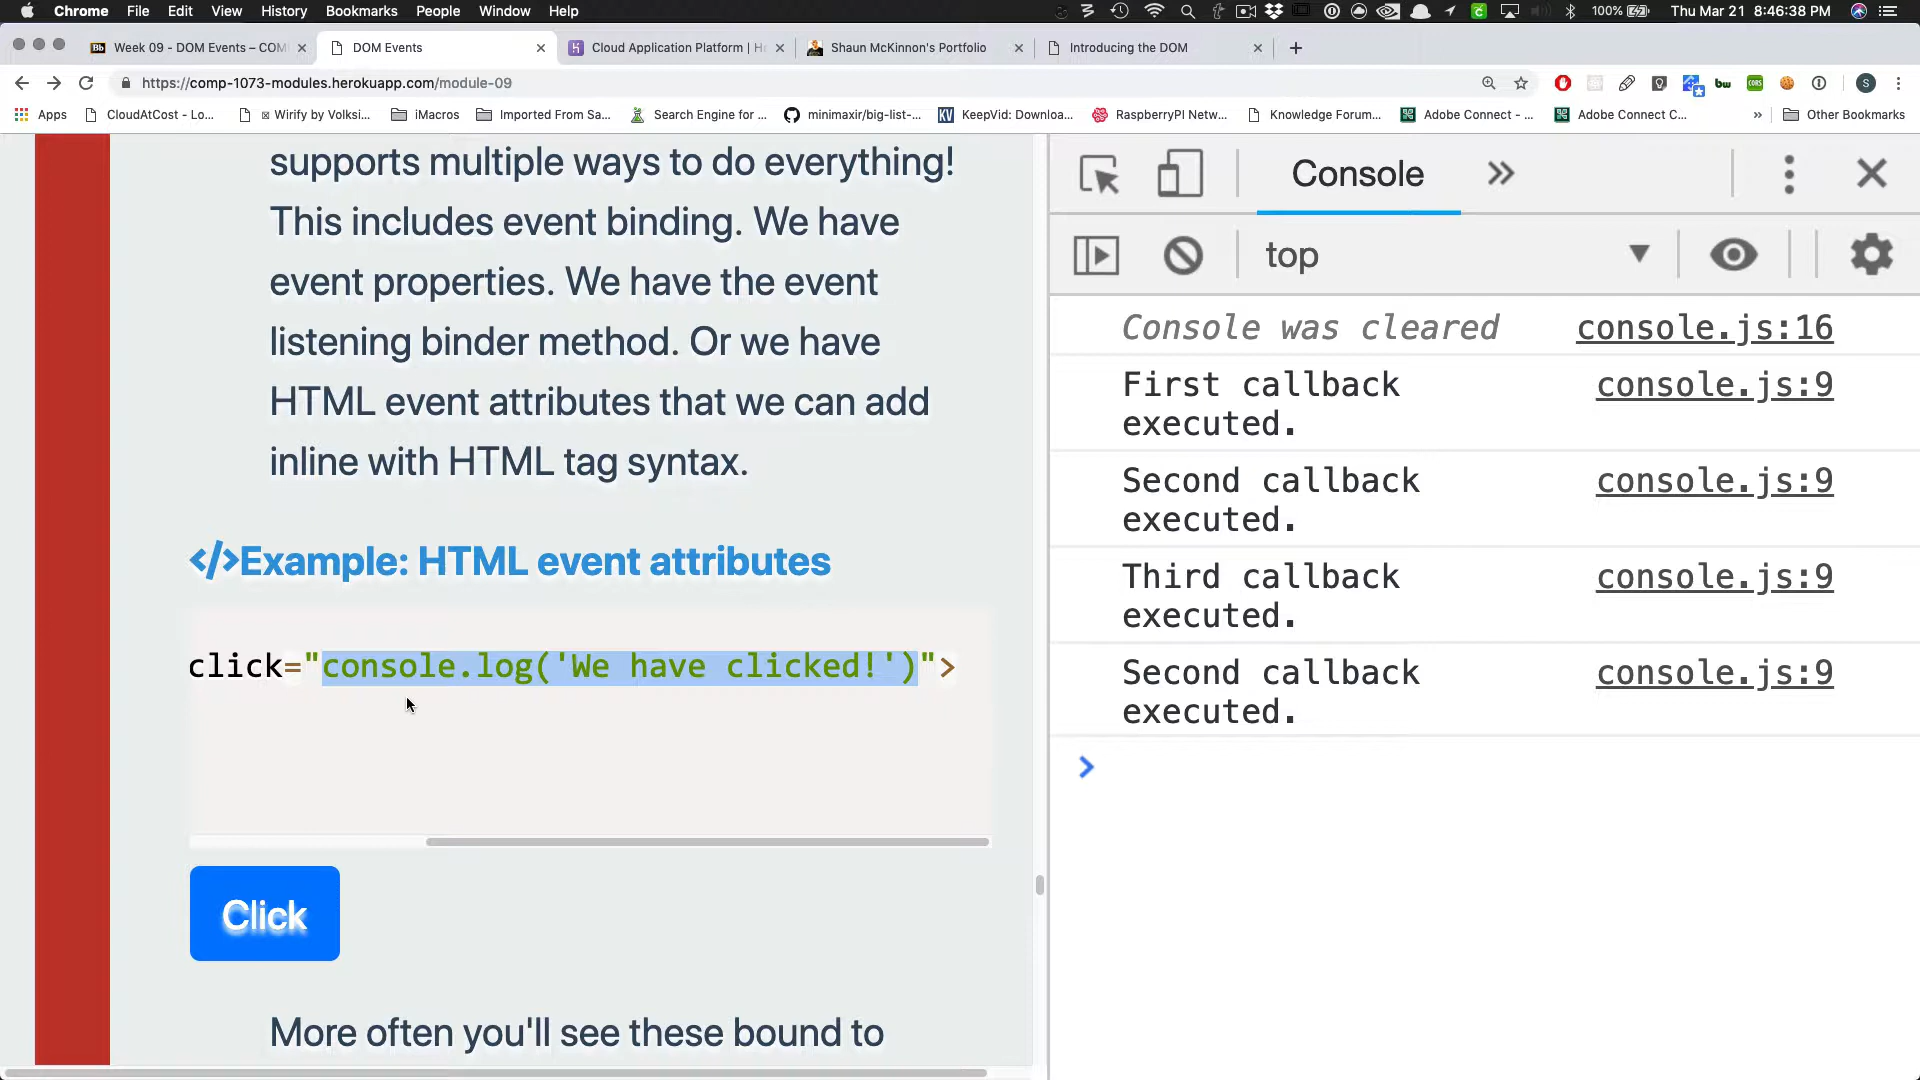 Chrome File Edit View History Bookmarks People Window Help 100% Thu Mar 21 8:46:38 PM
Bb Week 09 - DOM Events – COM DOM Events Cloud Application Platform | H Shaun McKinnon's Portfolio Introducing the DOM
https://comp-1073-modules.herokuapp.com/module-09
Apps CloudAtCost - Lo... Wirify by Volksi... iMacros Imported From Sa... Search Engine for ... minimaxir/big-list-... KV KeepVid: Downloa... RaspberryPI Netw... Knowledge Forum... Adobe Connect - ... Adobe Connect C... » Other Bookmarks
supports multiple ways to do everything!
This includes event binding. We have
event properties. We have the event
listening binder method. Or we have
HTML event attributes that we can add
inline with HTML tag syntax.
</>Example: HTML event attributes
click="console.log('We have clicked!')">
Click
More often you'll see these bound to
Console »
top
Console was cleared console.js:16
First callback console.js:9
executed.
Second callback console.js:9
executed.
Third callback console.js:9
executed.
Second callback console.js:9
executed.